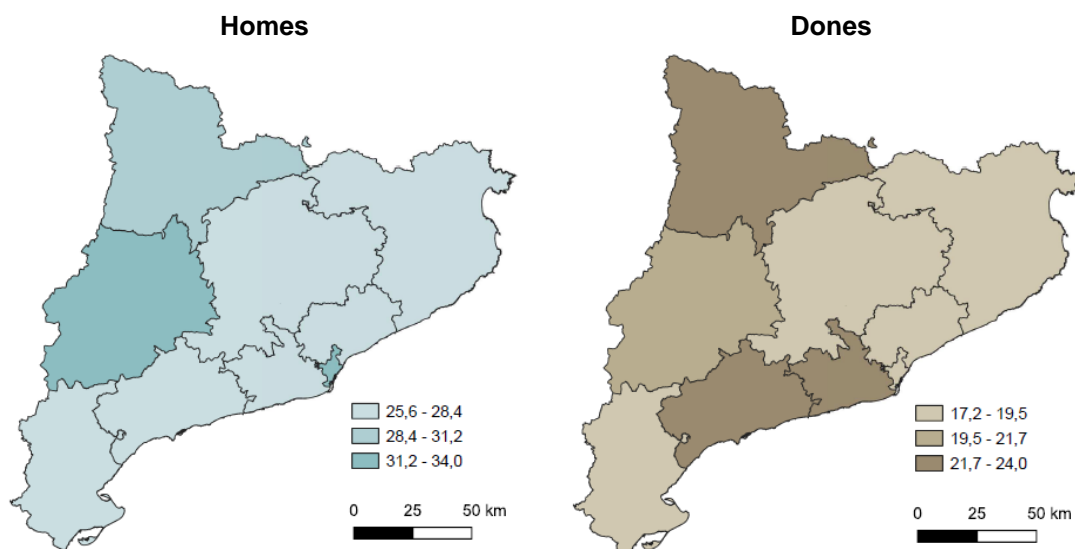 Homes
25,6 - 28,4
28,4 - 31,2
31,2 - 34,0
0 25 50 km
Dones
17,2 - 19,5
19,5 - 21,7
21,7 - 24,0
0 25 50 km